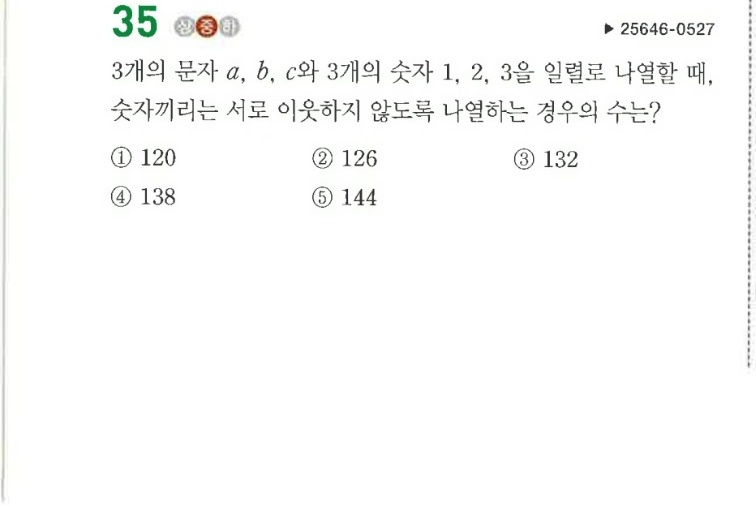 35 상 중 하 ▶ 25646-0527
3개의 문자 a, b, c와 3개의 숫자 1, 2, 3을 일렬로 나열할 때,
숫자끼리는 서로 이웃하지 않도록 나열하는 경우의 수는?
① 120 ② 126 ③ 132
④ 138 ⑤ 144